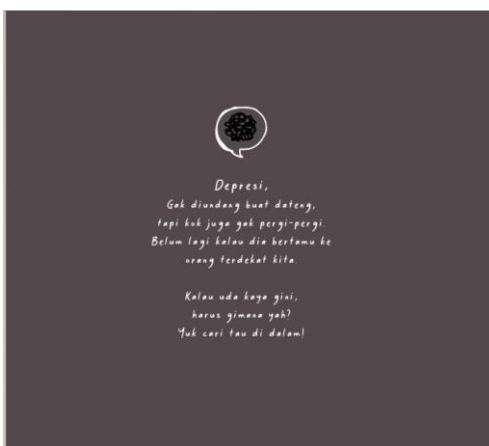 Depresi,
Gak diundang buat dateng,
tapi kok juga gak pergi-pergi.
Belum lagi kalau dia bertamu ke
orang terdekat kita.
Kalau uda kaya gini,
harus gimana yah?
Yuk cari tau di dalam!